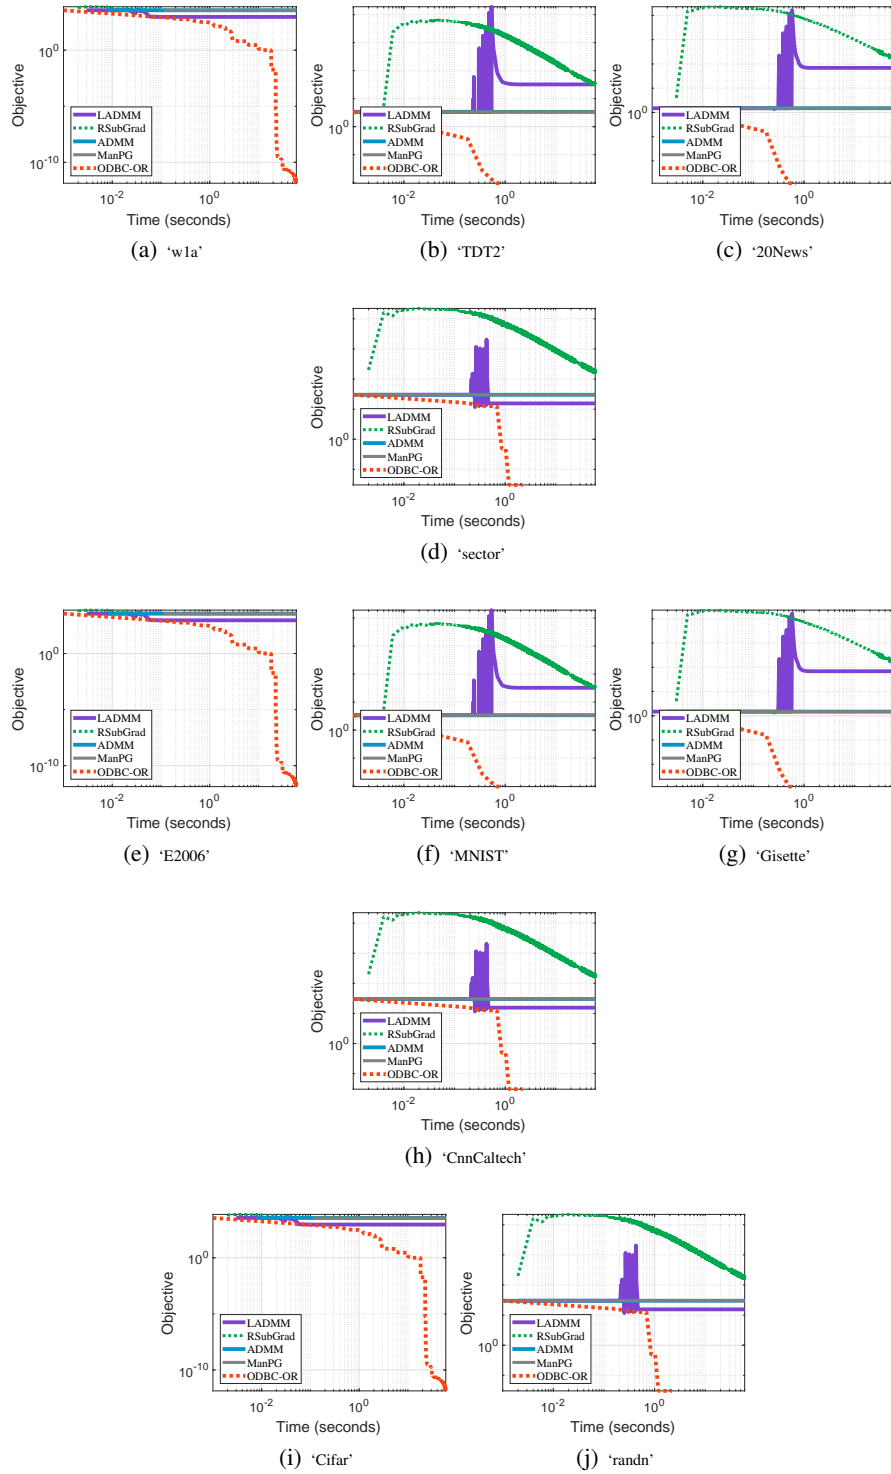 Objective
10^0
10^-10
LADMM
RSubGrad
ADMM
ManPG
ODBC-OR
10^-2
10^0
Time (seconds)
(a) ‘w1a’
Objective
10^0
LADMM
RSubGrad
ADMM
ManPG
ODBC-OR
10^-2
10^0
Time (seconds)
(b) ‘TDT2’
Objective
10^0
LADMM
RSubGrad
ADMM
ManPG
ODBC-OR
10^-2
10^0
Time (seconds)
(c) ‘20News’
Objective
10^0
LADMM
RSubGrad
ADMM
ManPG
ODBC-OR
10^-2
10^0
Time (seconds)
(d) ‘sector’
Objective
10^0
10^-10
LADMM
RSubGrad
ADMM
ManPG
ODBC-OR
10^-2
10^0
Time (seconds)
(e) ‘E2006’
Objective
10^0
LADMM
RSubGrad
ADMM
ManPG
ODBC-OR
10^-2
10^0
Time (seconds)
(f) ‘MNIST’
Objective
10^0
LADMM
RSubGrad
ADMM
ManPG
ODBC-OR
10^-2
10^0
Time (seconds)
(g) ‘Gisette’
Objective
10^0
LADMM
RSubGrad
ADMM
ManPG
ODBC-OR
10^-2
10^0
Time (seconds)
(h) ‘CnnCaltech’
Objective
10^0
10^-10
LADMM
RSubGrad
ADMM
ManPG
ODBC-OR
10^-2
10^0
Time (seconds)
(i) ‘Cifar’
Objective
10^0
LADMM
RSubGrad
ADMM
ManPG
ODBC-OR
10^-2
10^0
Time (seconds)
(j) ‘randn’